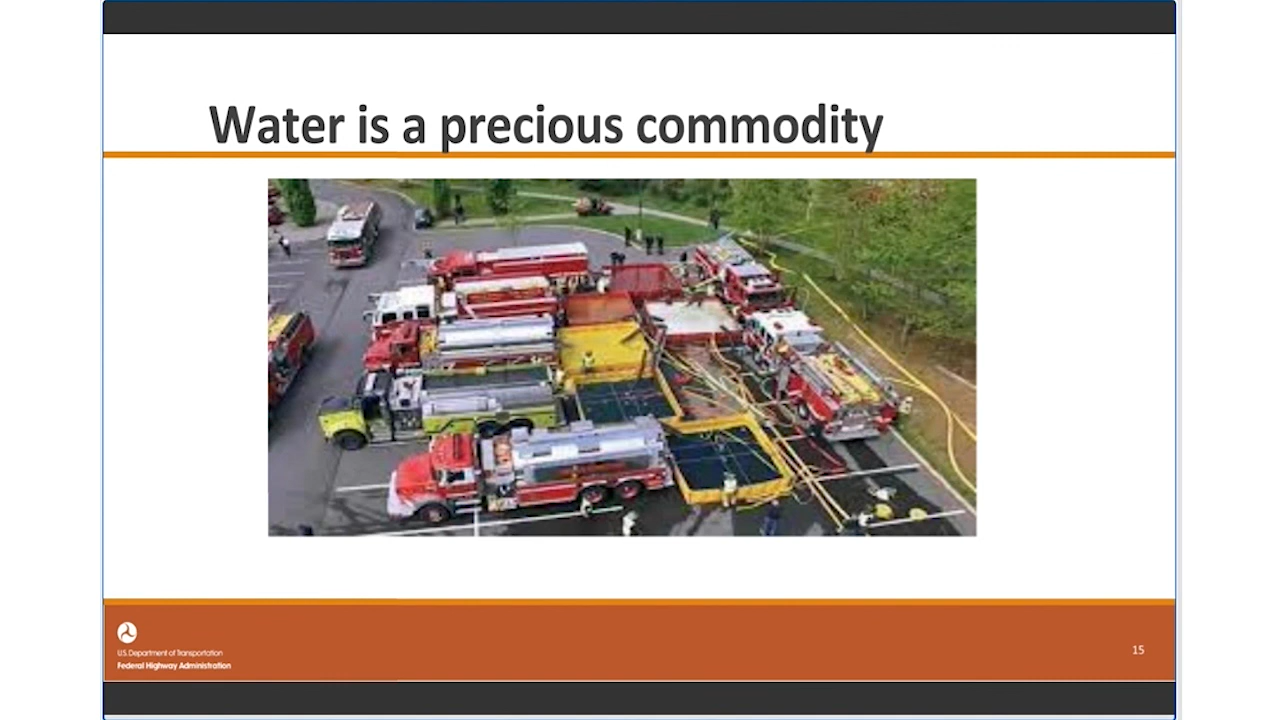 Water is a precious commodity
U.S. Department of Transportation
Federal Highway Administration
15